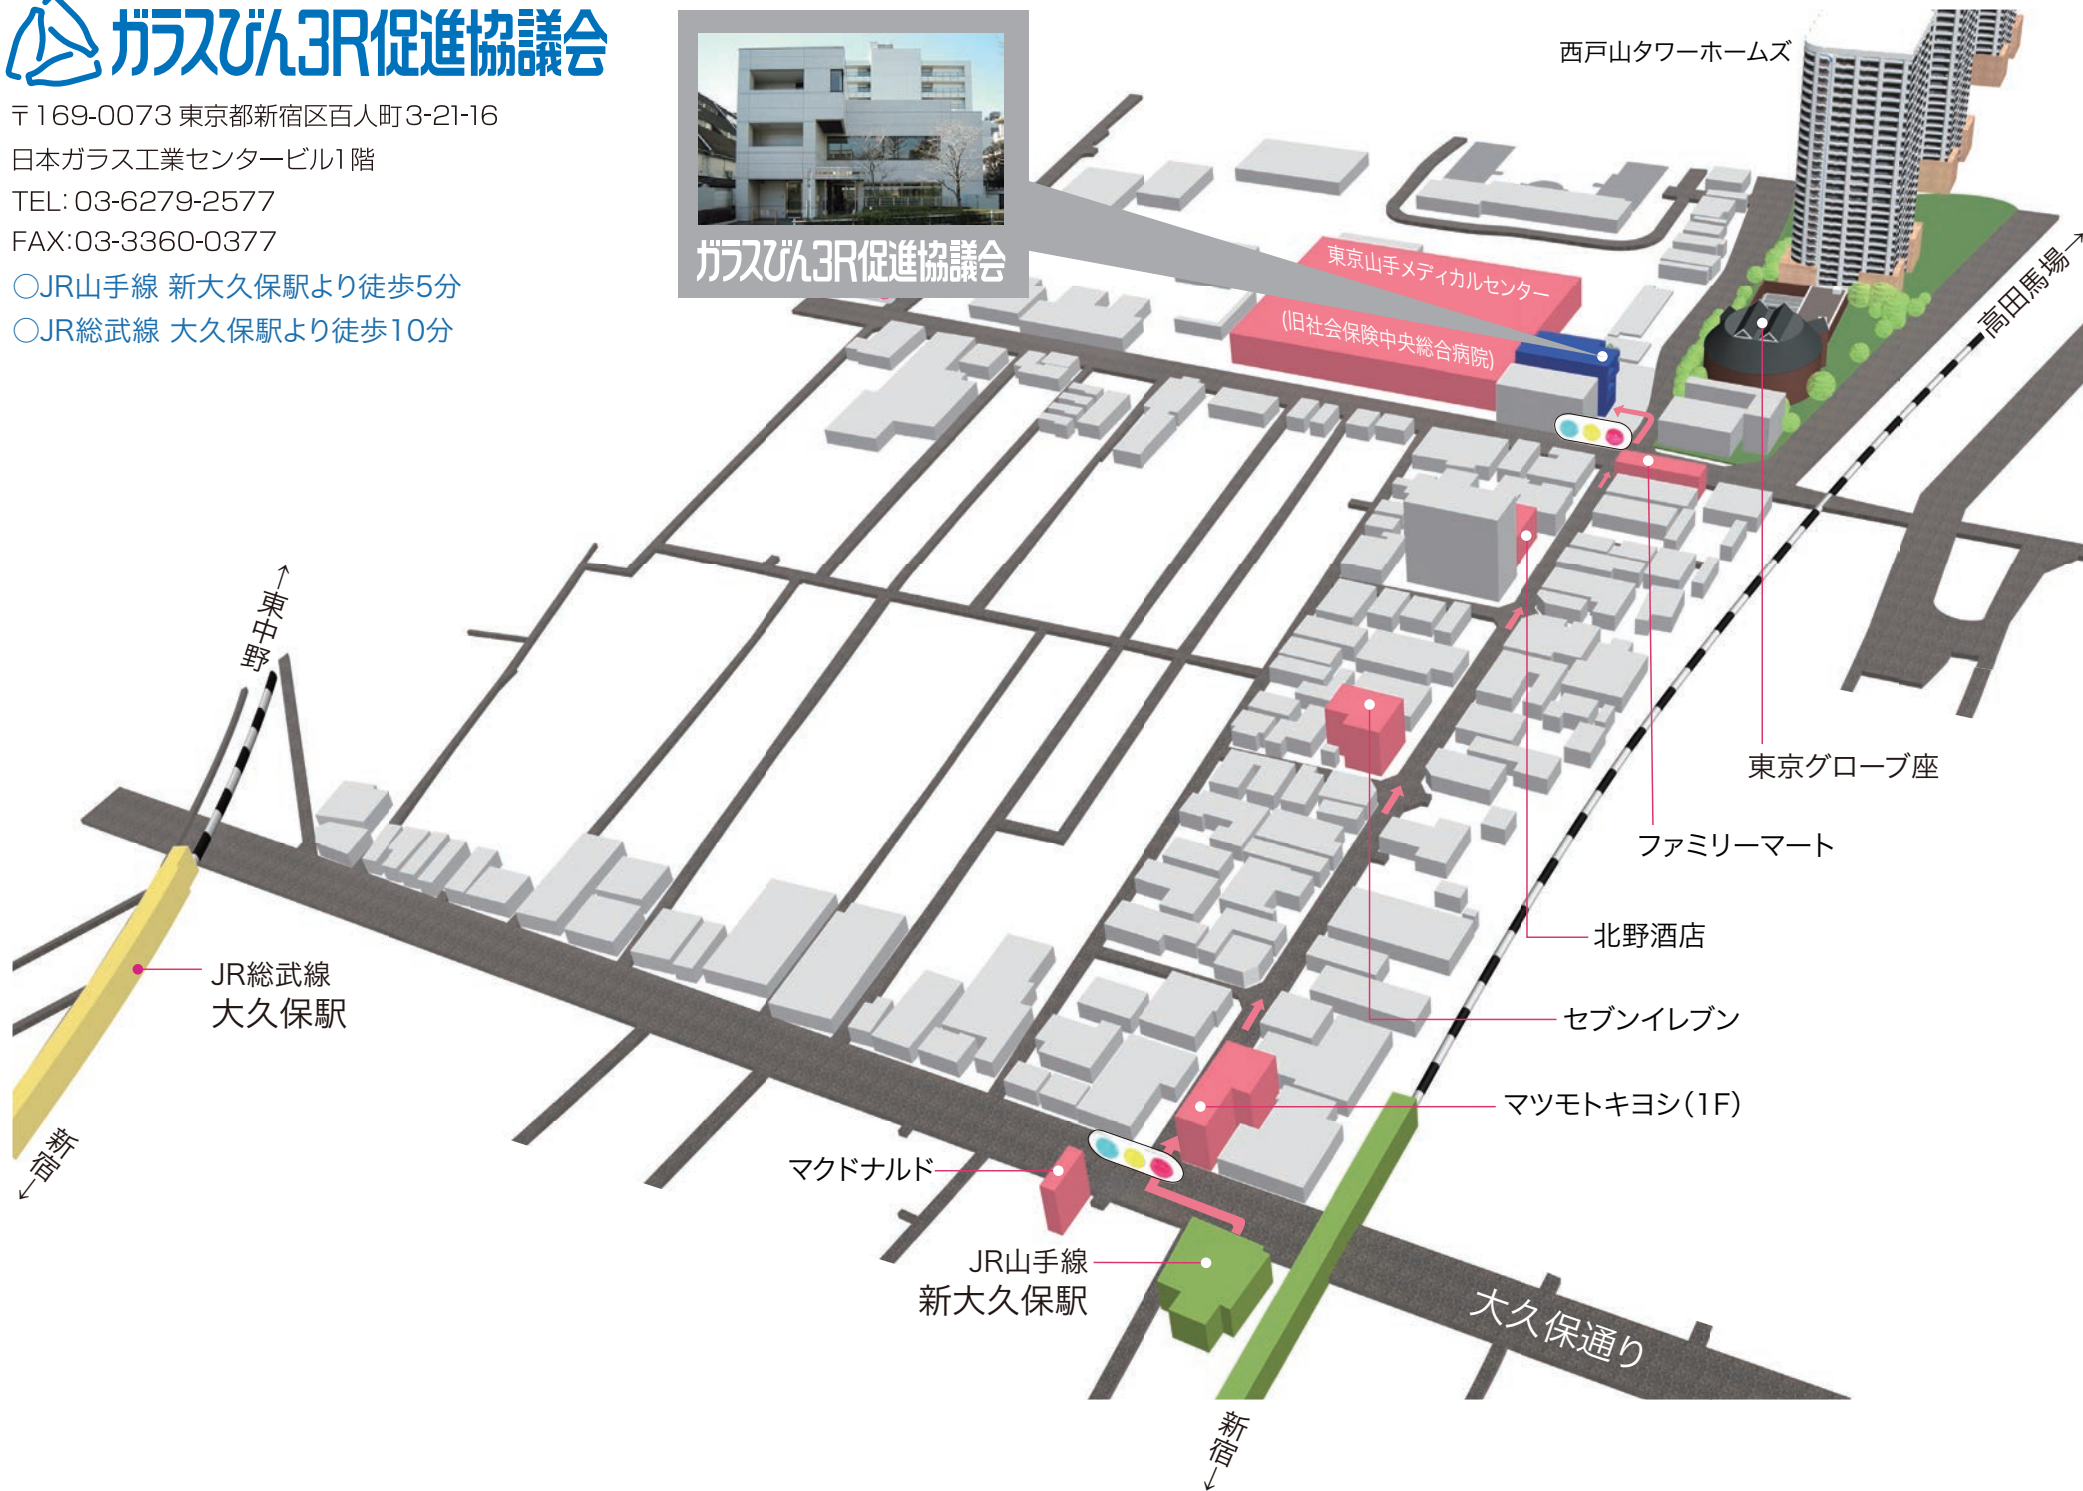 ガラスびん3R促進協議会
〒169-0073 東京都新宿区百人町3-21-16
日本ガラス工業センタービル1階
TEL: 03-6279-2577
FAX:03-3360-0377
○JR山手線 新大久保駅より徒歩5分
○JR総武線 大久保駅より徒歩10分
ガラスびん3R促進協議会
西戸山タワーホームズ
東京山手メディカルセンター
(旧社会保険中央総合病院)
高田馬場→
←東中野
東京グローブ座
ファミリーマート
北野酒店
JR総武線
大久保駅
セブンイレブン
マツモトキヨシ(1F)
新宿←
マクドナルド
JR山手線
新大久保駅
大久保通り
新宿←